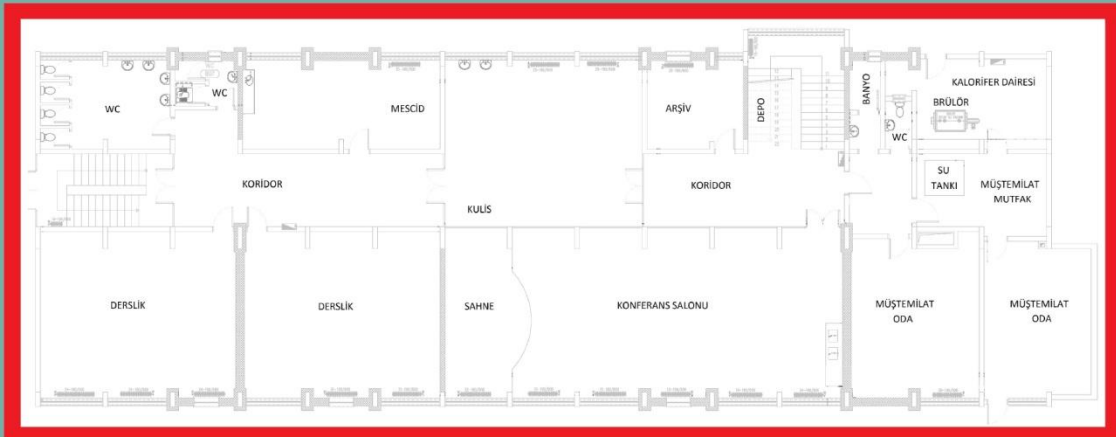 WC
WC
MESCİD
ARŞİV
DEPO
BANYO
WC
KALORİFER DAİRESİ
BRÜLÖR
KORİDOR
KULİS
KORİDOR
SU
TANKI
MÜŞTEMİLAT
MUTFAK
DERSLİK
DERSLİK
SAHNE
KONFERANS SALONU
MÜŞTEMİLAT
ODA
MÜŞTEMİLAT
ODA